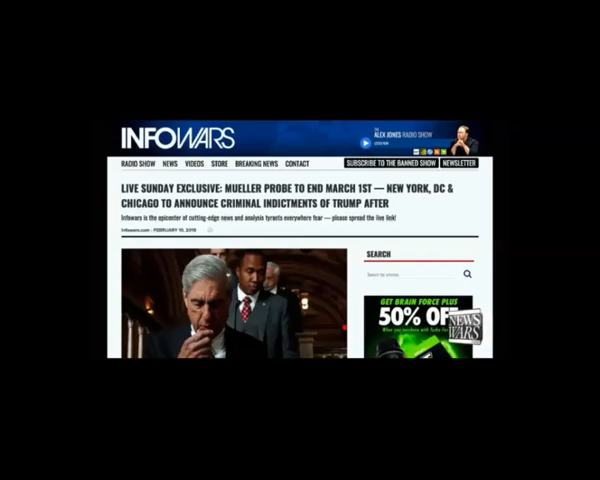 INFOWARS
THE
ALEX JONES RADIO SHOW
RADIO SHOW NEWS VIDEOS STORE BREAKING NEWS CONTACT
SUBSCRIBE TO THE BANNED SHOW NEWSLETTER
LIVE SUNDAY EXCLUSIVE: MUELLER PROBE TO END MARCH 1ST — NEW YORK, DC &
CHICAGO TO ANNOUNCE CRIMINAL INDICTMENTS OF TRUMP AFTER
Infowars is the epicenter of cutting-edge news and analysis tyrants everywhere fear — please spread the live link!
Infowars.com - FEBRUARY 10, 2019
SEARCH
GET BRAIN FORCE PLUS
50% OFF
NEWS
WARS